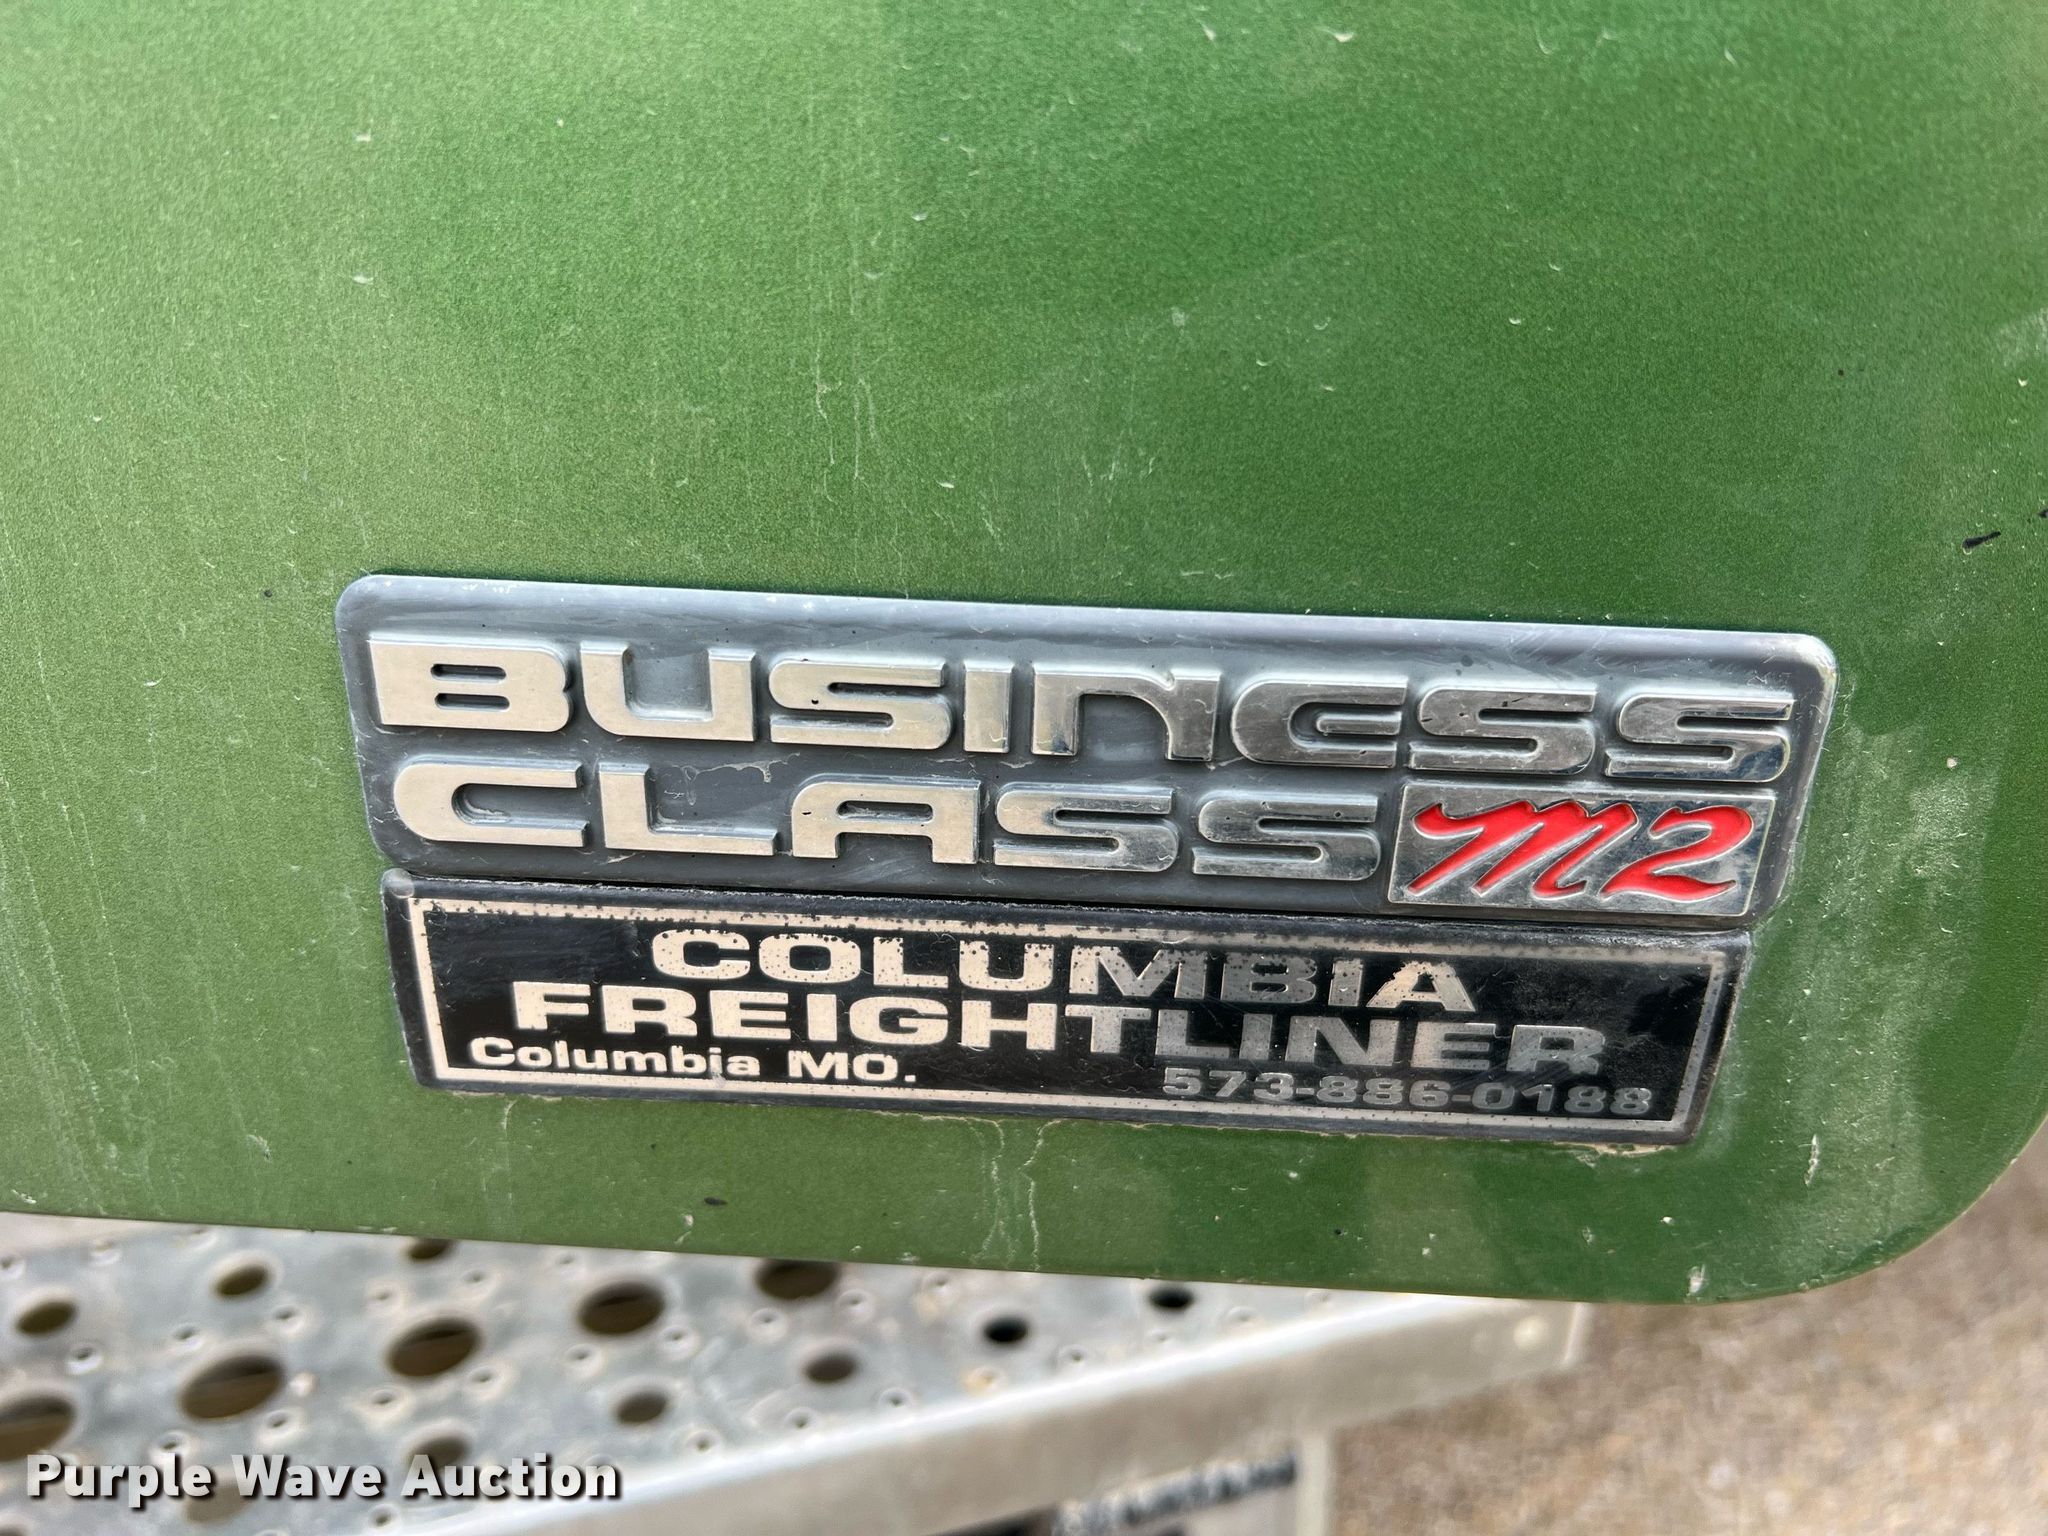 BUSINESS
CLASS M2
COLUMBIA
FREIGHTLINER
Columbia MO.
573-886-0188
Purple Wave Auction